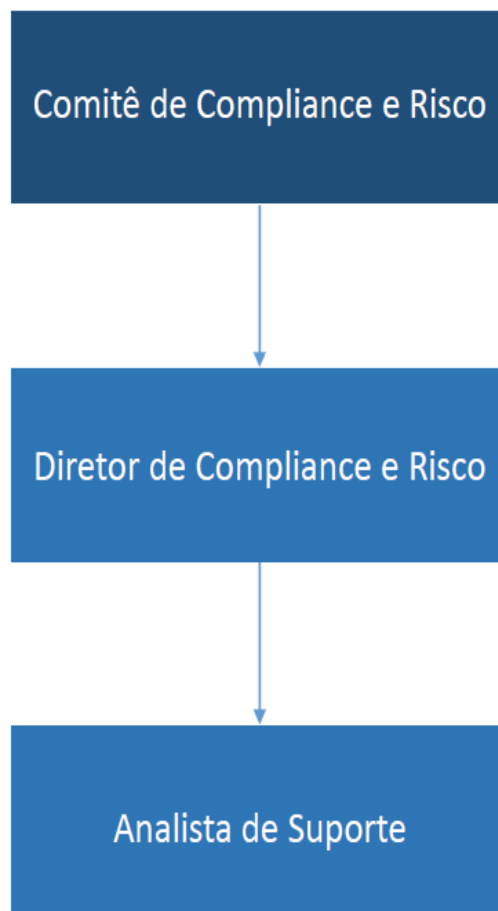 Comitê de Compliance e Risco
Diretor de Compliance e Risco
Analista de Suporte